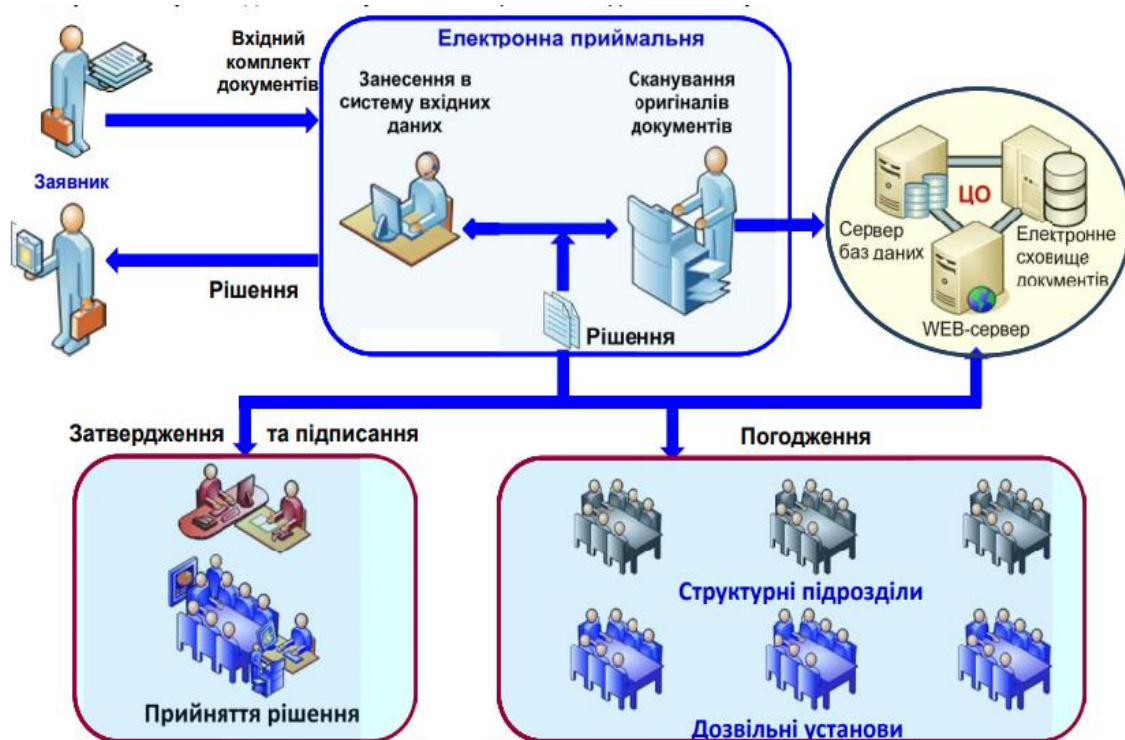 Вхідний
комплект
документів
Електронна приймальня
Занесення в
систему вхідних
даних
Сканування
оригіналів
документів
Заявник
ЦО
Сервер
баз даних
Електронне
сховище
документів
WEB-сервер
Рішення
Рішення
Затвердження та підписання
Погодження
Структурні підрозділи
Прийняття рішення
Дозвільні установи